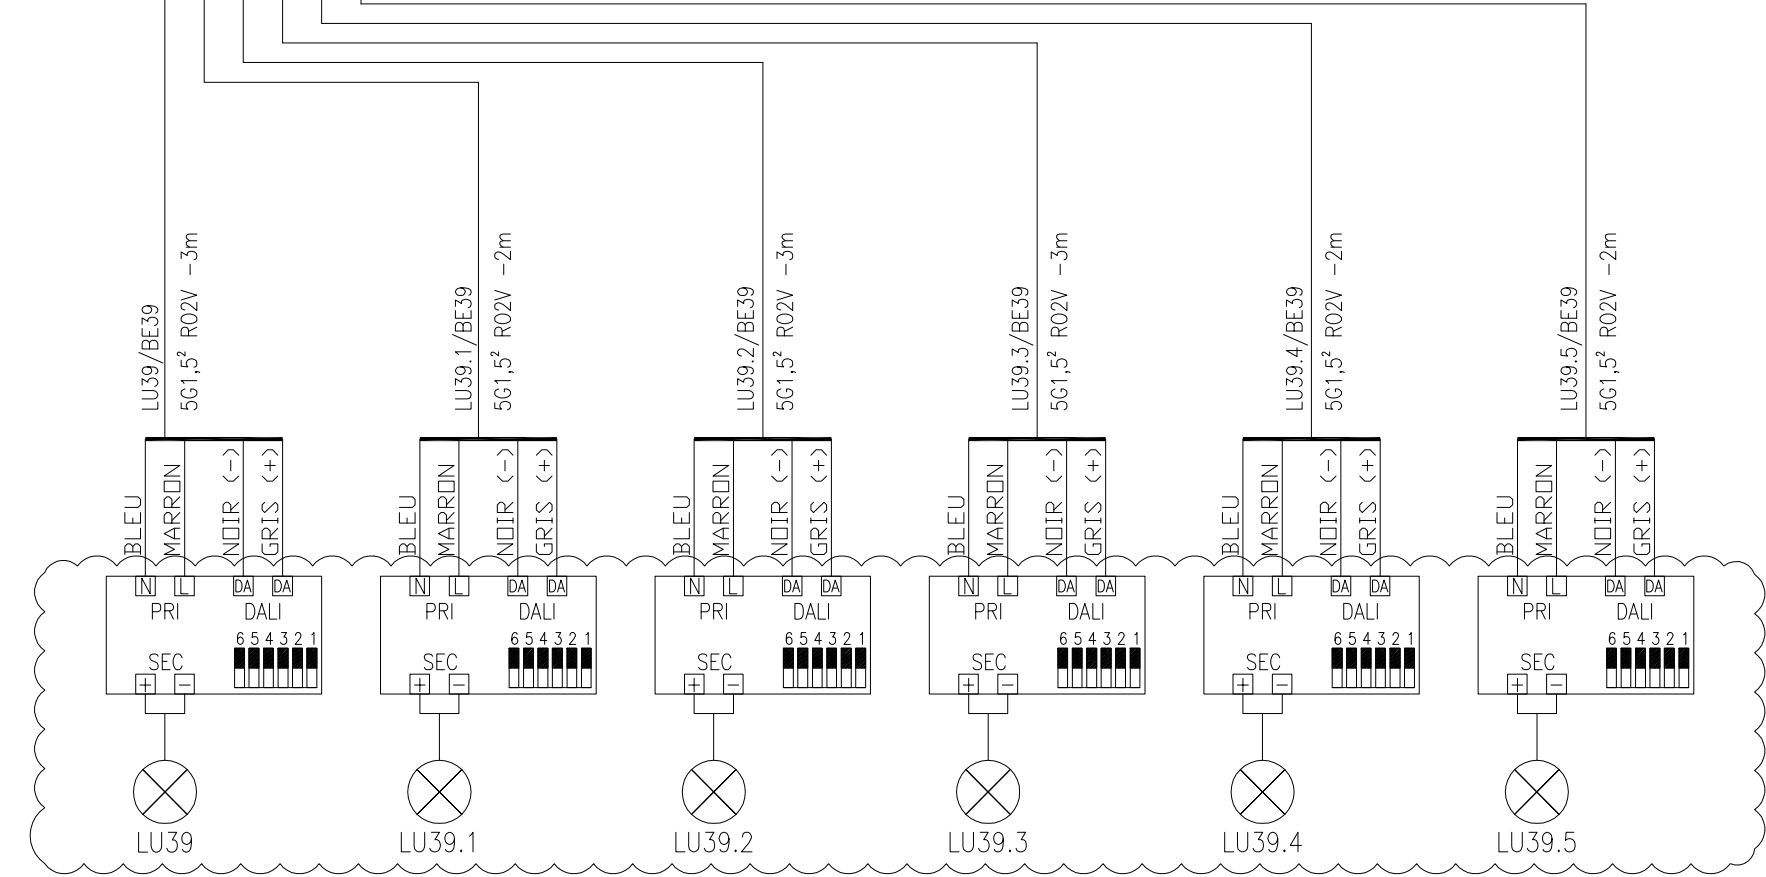 LU39/BE39
5G1,5² R02V -3m
LU39.1/BE39
5G1,5² R02V -2m
LU39.2/BE39
5G1,5² R02V -3m
LU39.3/BE39
5G1,5² R02V -3m
LU39.4/BE39
5G1,5² R02V -2m
LU39.5/BE39
5G1,5² R02V -2m
BLEU
MARRON
NOIR (-)
GRIS (+)
BLEU
MARRON
NOIR (-)
GRIS (+)
BLEU
MARRON
NOIR (-)
GRIS (+)
BLEU
MARRON
NOIR (-)
GRIS (+)
BLEU
MARRON
NOIR (-)
GRIS (+)
BLEU
MARRON
NOIR (-)
GRIS (+)
N L DA DA
PRI DALI
6 5 4 3 2 1
SEC
+ -
LU39
N L DA DA
PRI DALI
6 5 4 3 2 1
SEC
+ -
LU39.1
N L DA DA
PRI DALI
6 5 4 3 2 1
SEC
+ -
LU39.2
N L DA DA
PRI DALI
6 5 4 3 2 1
SEC
+ -
LU39.3
N L DA DA
PRI DALI
6 5 4 3 2 1
SEC
+ -
LU39.4
N L DA DA
PRI DALI
6 5 4 3 2 1
SEC
+ -
LU39.5